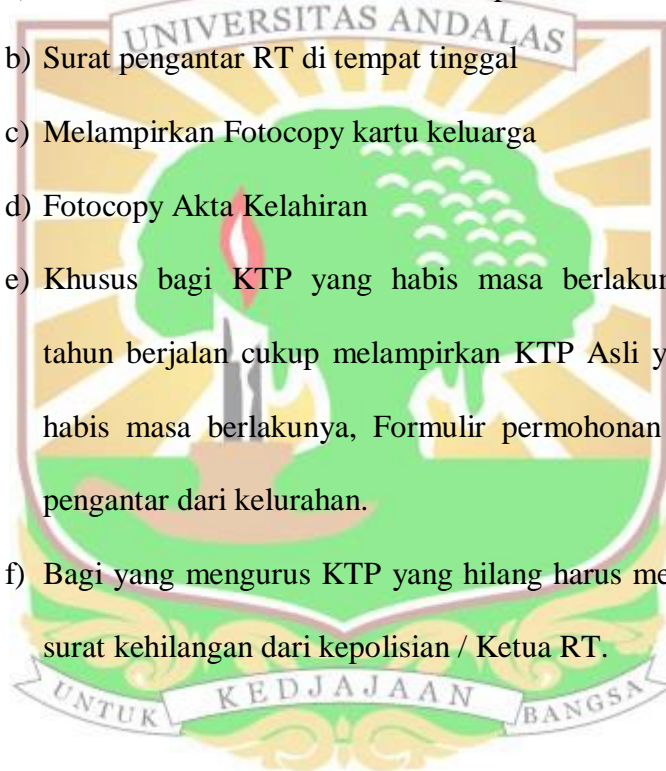 UNIVERSITAS ANDALAS
b) Surat pengantar RT di tempat tinggal
c) Melampirkan Fotocopy kartu keluarga
d) Fotocopy Akta Kelahiran
e) Khusus bagi KTP yang habis masa
tahun berjalan cukup melampirkan KTP Asli
habis masa berlakunya, Formulir permohonan
pengantar dari kelurahan.
f) Bagi yang mengurus KTP yang hilang harus
surat kehilangan dari kepolisian / Ketua RT.
UNTUK KEDJAJAAN BANGSA